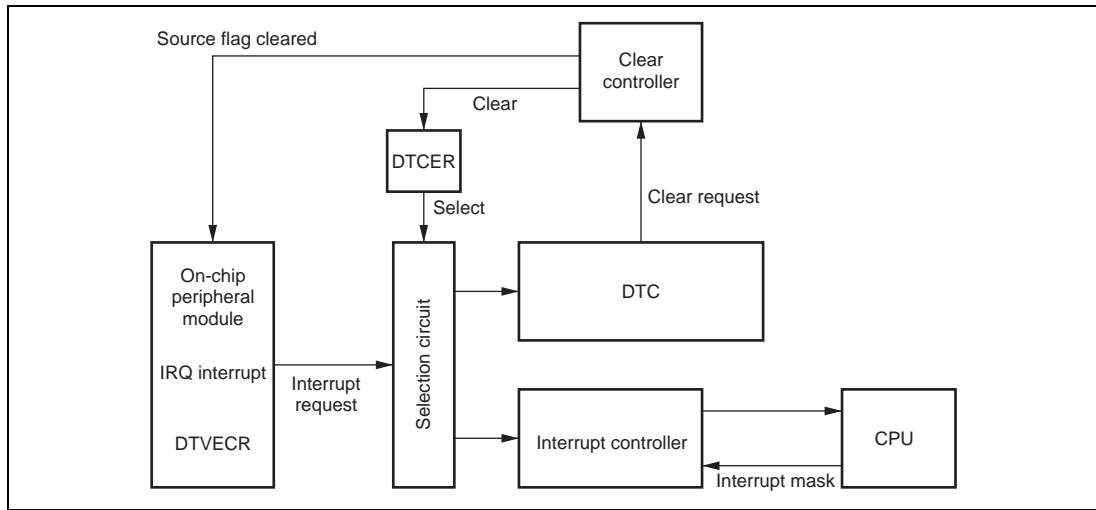 Source flag cleared
Clear
controller
Clear
DTCER
Clear request
Select
On-chip
peripheral
module
DTC
Selection circuit
IRQ interrupt
Interrupt
request
DTVECR
Interrupt controller
CPU
Interrupt mask